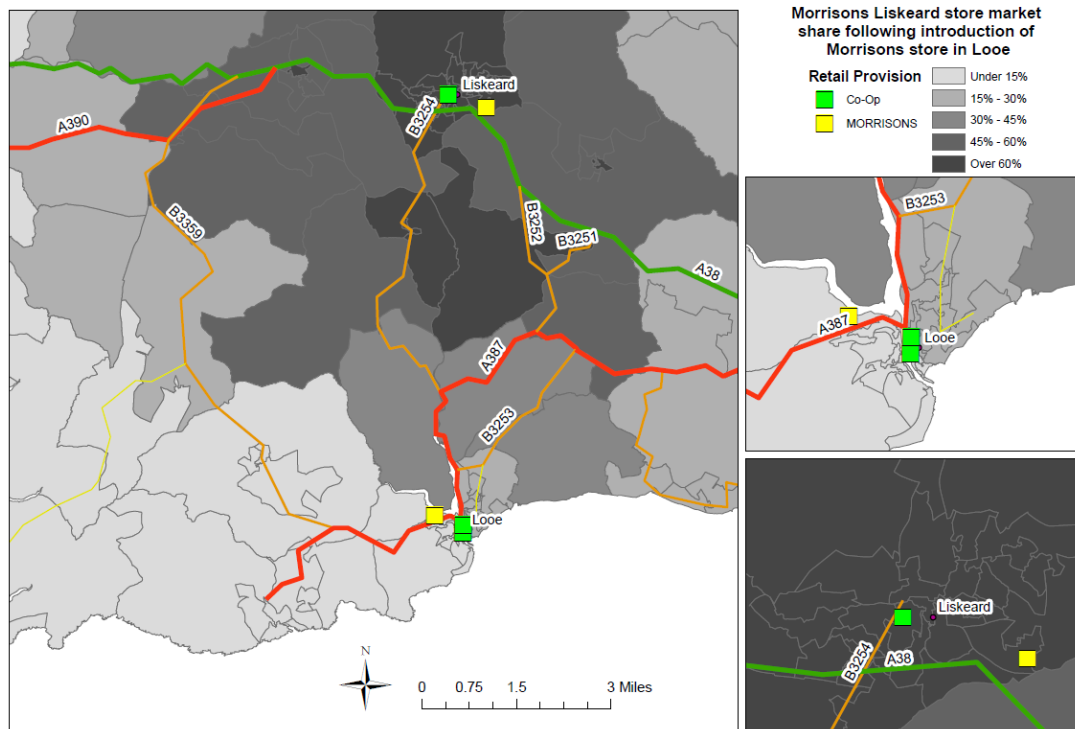 Morrisons Liskeard store market
share following introduction of
Morrisons store in Looe
Retail Provision
Co-Op
MORRISONS
Under 15%
15% - 30%
30% - 45%
45% - 60%
Over 60%
Liskeard
B3254
A390
B3359
B3252
B3251
A38
A387
B3253
Looe
N
0 0.75 1.5 3 Miles
B3253
A387
Looe
Liskeard
B3254
A38